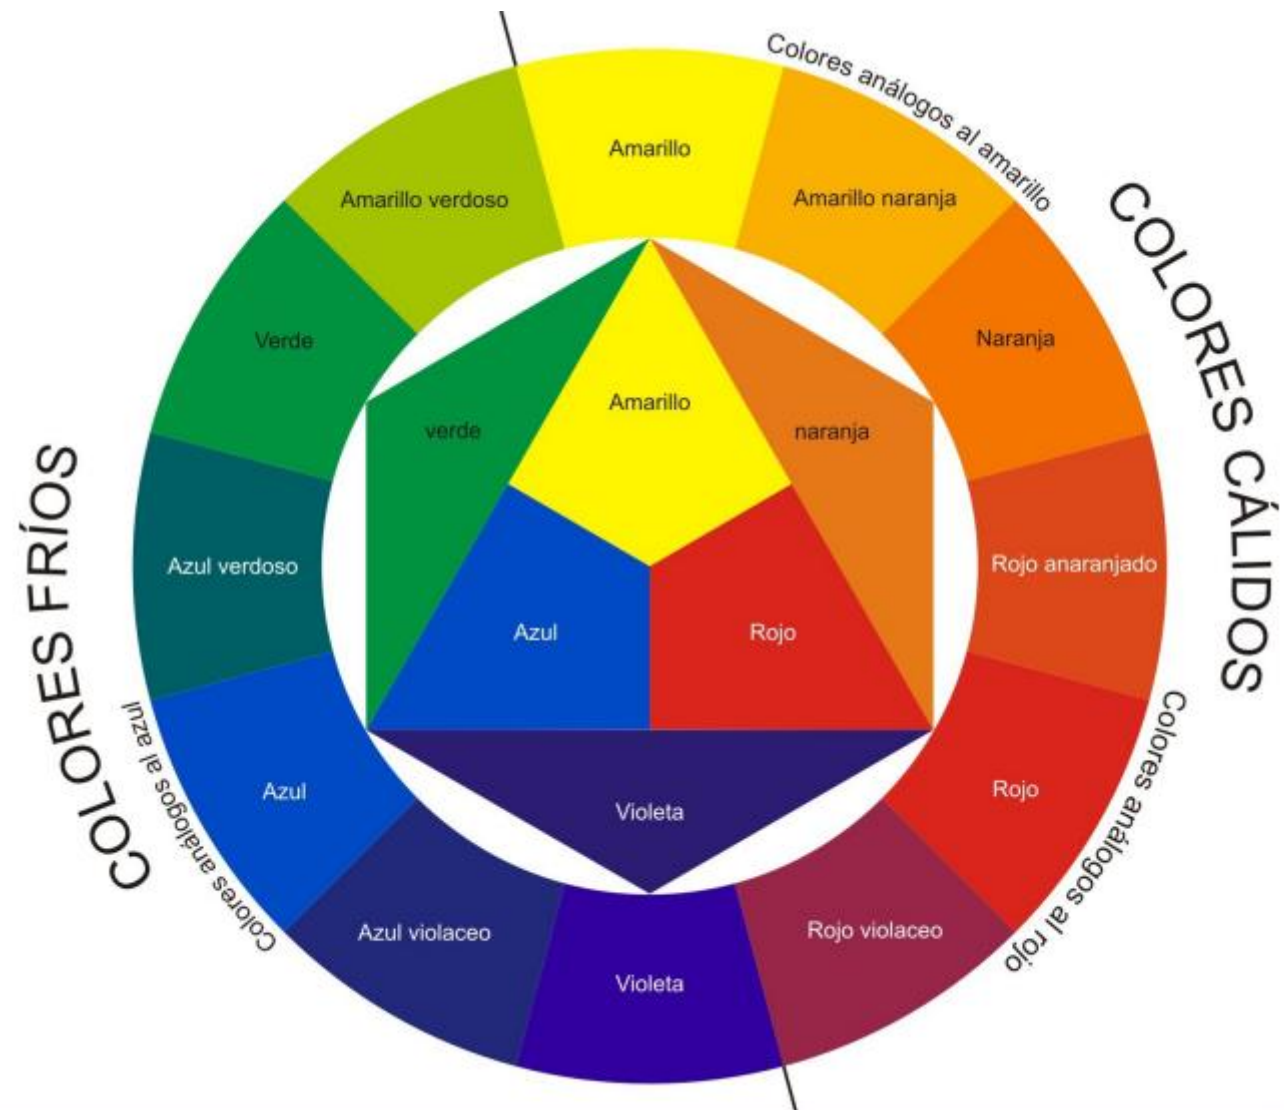 Colores análogos al amarillo
Amarillo
Amarillo verdoso
Amarillo naranja
COLORES CÁLIDOS
Verde
Naranja
Amarillo
verde
naranja
COLORES FRÍOS
Azul verdoso
Rojo anaranjado
Azul
Rojo
Colores análogos al azul
Azul
Rojo
Colores análogos al rojo
Violeta
Azul violaceo
Rojo violaceo
Violeta